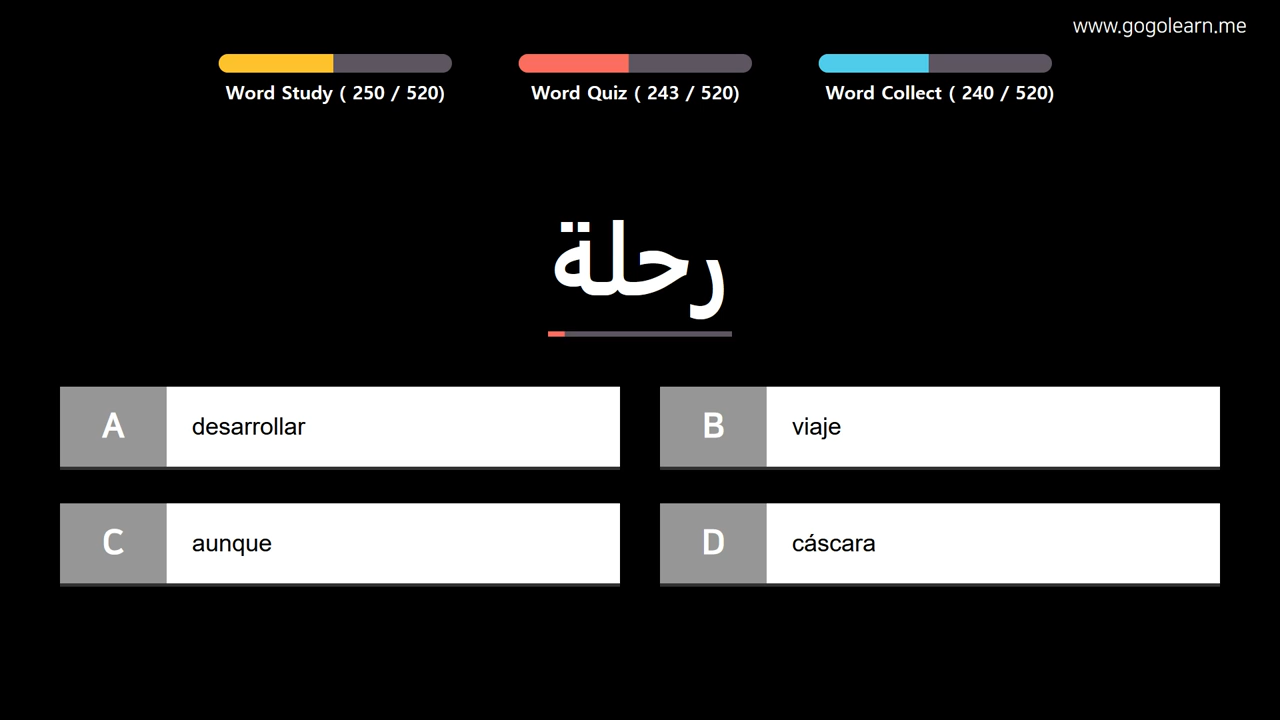 www.gogolearn.me
Word Study ( 250 / 520)
Word Quiz ( 243 / 520)
Word Collect ( 240 / 520)
رحلة
A desarrollar
B viaje
C aunque
D cáscara